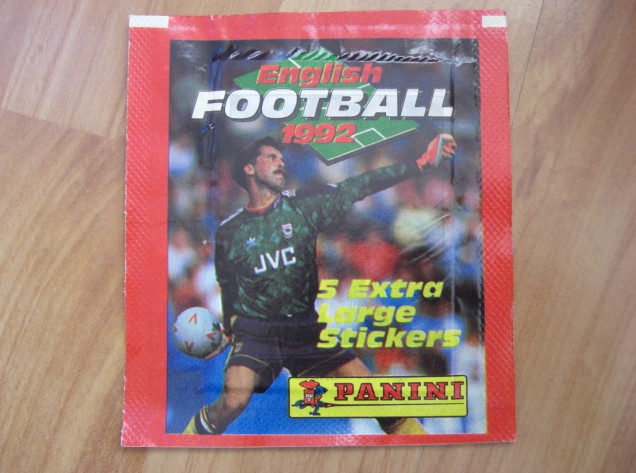 English
FOOTBALL
1992
JVC
5 Extra
Large
Stickers
PANINI